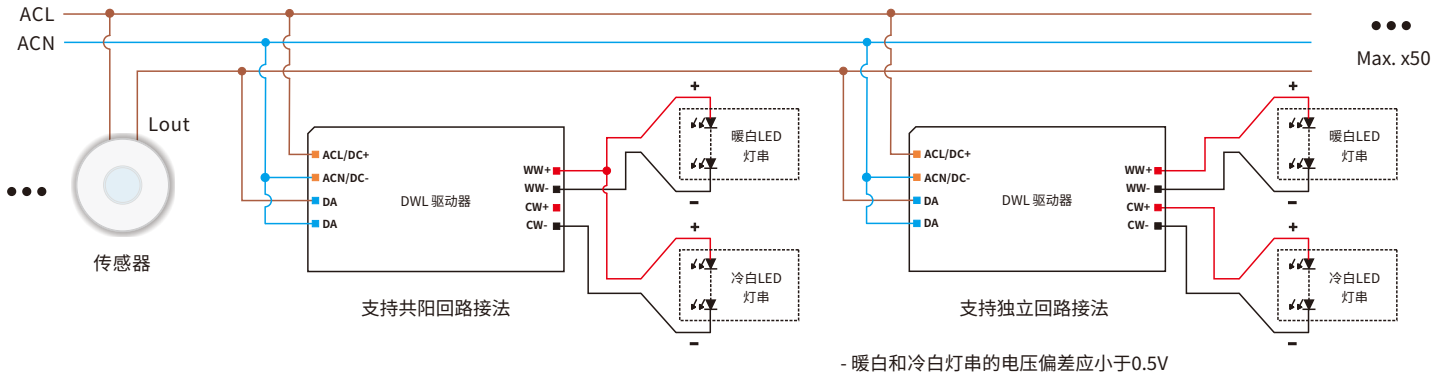 ACL
ACN
Max. x50
Lout
传感器
ACL/DC+
ACN/DC-
DA
DA
DWL 驱动器
WW+
WW-
CW+
CW-
+
暖白LED
灯串
-
+
冷白LED
灯串
-
支持共阳回路接法
ACL/DC+
ACN/DC-
DA
DA
DWL 驱动器
WW+
WW-
CW+
CW-
+
暖白LED
灯串
-
+
冷白LED
灯串
-
支持独立回路接法
- 暖白和冷白灯串的电压偏差应小于0.5V